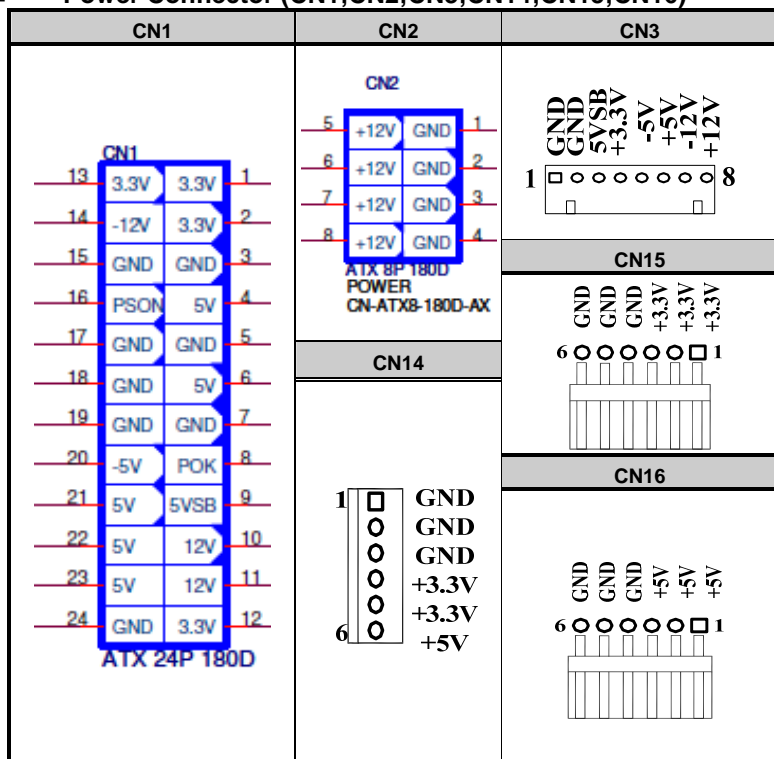 Power Connector (CN1,CN2,CN3,CN14,CN15,CN16)
CN1
CN2
CN3
CN1
13 3.3V 3.3V 1
14 -12V 3.3V 2
15 GND GND 3
16 PSON 5V 4
17 GND GND 5
18 GND 5V 6
19 GND GND 7
20 -5V POK 8
21 5V 5VSB 9
22 5V 12V 10
23 5V 12V 11
24 GND 3.3V 12
ATX 24P 180D
CN2
5 +12V GND 1
6 +12V GND 2
7 +12V GND 3
8 +12V GND 4
ATX 8P 180D
POWER
CN-ATX8-180D-AX
CN14
1 GND
GND
GND
+3.3V
+3.3V
6 +5V
GND
GND
5VSB
+3.3V
-5V
+5V
-12V
+12V
1 8
CN15
GND
GND
GND
+3.3V
+3.3V
+3.3V
6 1
CN16
GND
GND
GND
+5V
+5V
+5V
6 1